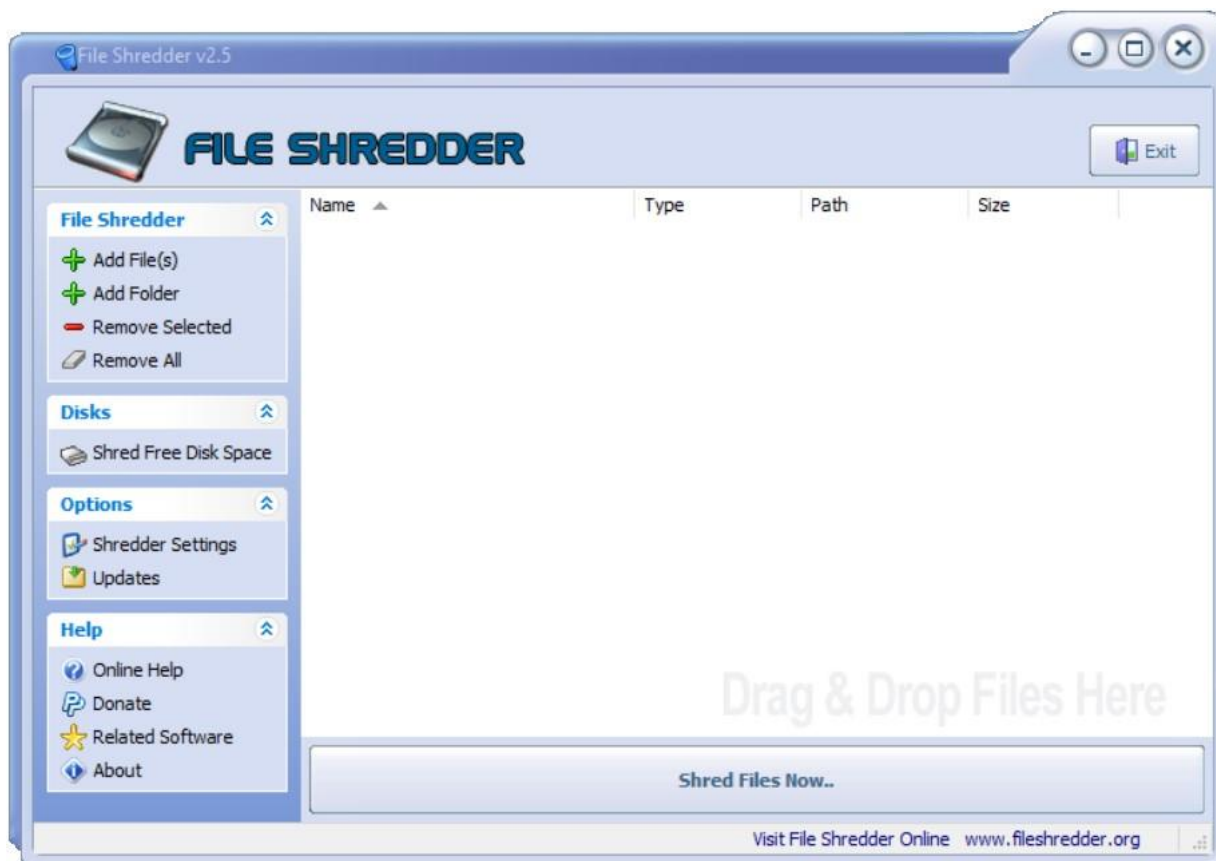 File Shredder v2.5
FILE SHREDDER
Exit
File Shredder
Add File(s)
Add Folder
Remove Selected
Remove All
Disks
Shred Free Disk Space
Options
Shredder Settings
Updates
Help
Online Help
Donate
Related Software
About
Name Type Path Size
Drag & Drop Files Here
Shred Files Now..
Visit File Shredder Online www.fileshredder.org